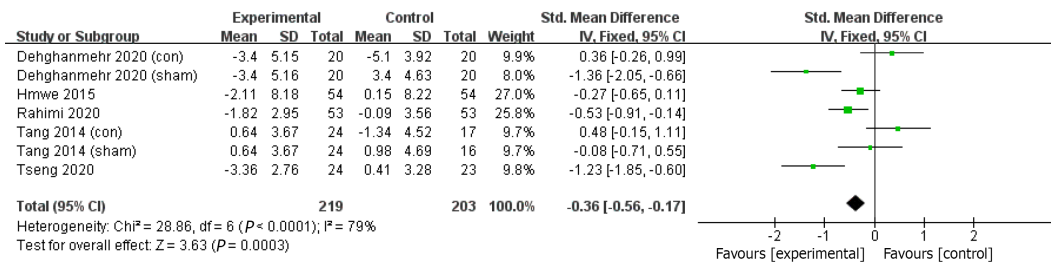 Experimental Control Std. Mean Difference Std. Mean Difference
Study or Subgroup Mean SD Total Mean SD Total Weight IV, Fixed, 95% CI IV, Fixed, 95% CI
Dehghanmehr 2020 (con) -3.4 5.15 20 -5.1 3.92 20 9.9% 0.36 [-0.26, 0.99]
Dehghanmehr 2020 (sham) -3.4 5.16 20 3.4 4.63 20 8.0% -1.36 [-2.05, -0.66]
Hmwe 2015 -2.11 8.18 54 0.15 8.22 54 27.0% -0.27 [-0.65, 0.11]
Rahimi 2020 -1.82 2.95 53 -0.09 3.56 53 25.8% -0.53 [-0.91, -0.14]
Tang 2014 (con) 0.64 3.67 24 -1.34 4.52 17 9.7% 0.48 [-0.15, 1.11]
Tang 2014 (sham) 0.64 3.67 24 0.98 4.69 16 9.7% -0.08 [-0.71, 0.55]
Tseng 2020 -3.36 2.76 24 0.41 3.28 23 9.8% -1.23 [-1.85, -0.60]
Total (95% CI) 219 203 100.0% -0.36 [-0.56, -0.17]
Heterogeneity: Chi² = 28.86, df = 6 (P < 0.0001); I² = 79%
Test for overall effect: Z = 3.63 (P = 0.0003)
-2 -1 0 1 2
Favours [experimental] Favours [control]